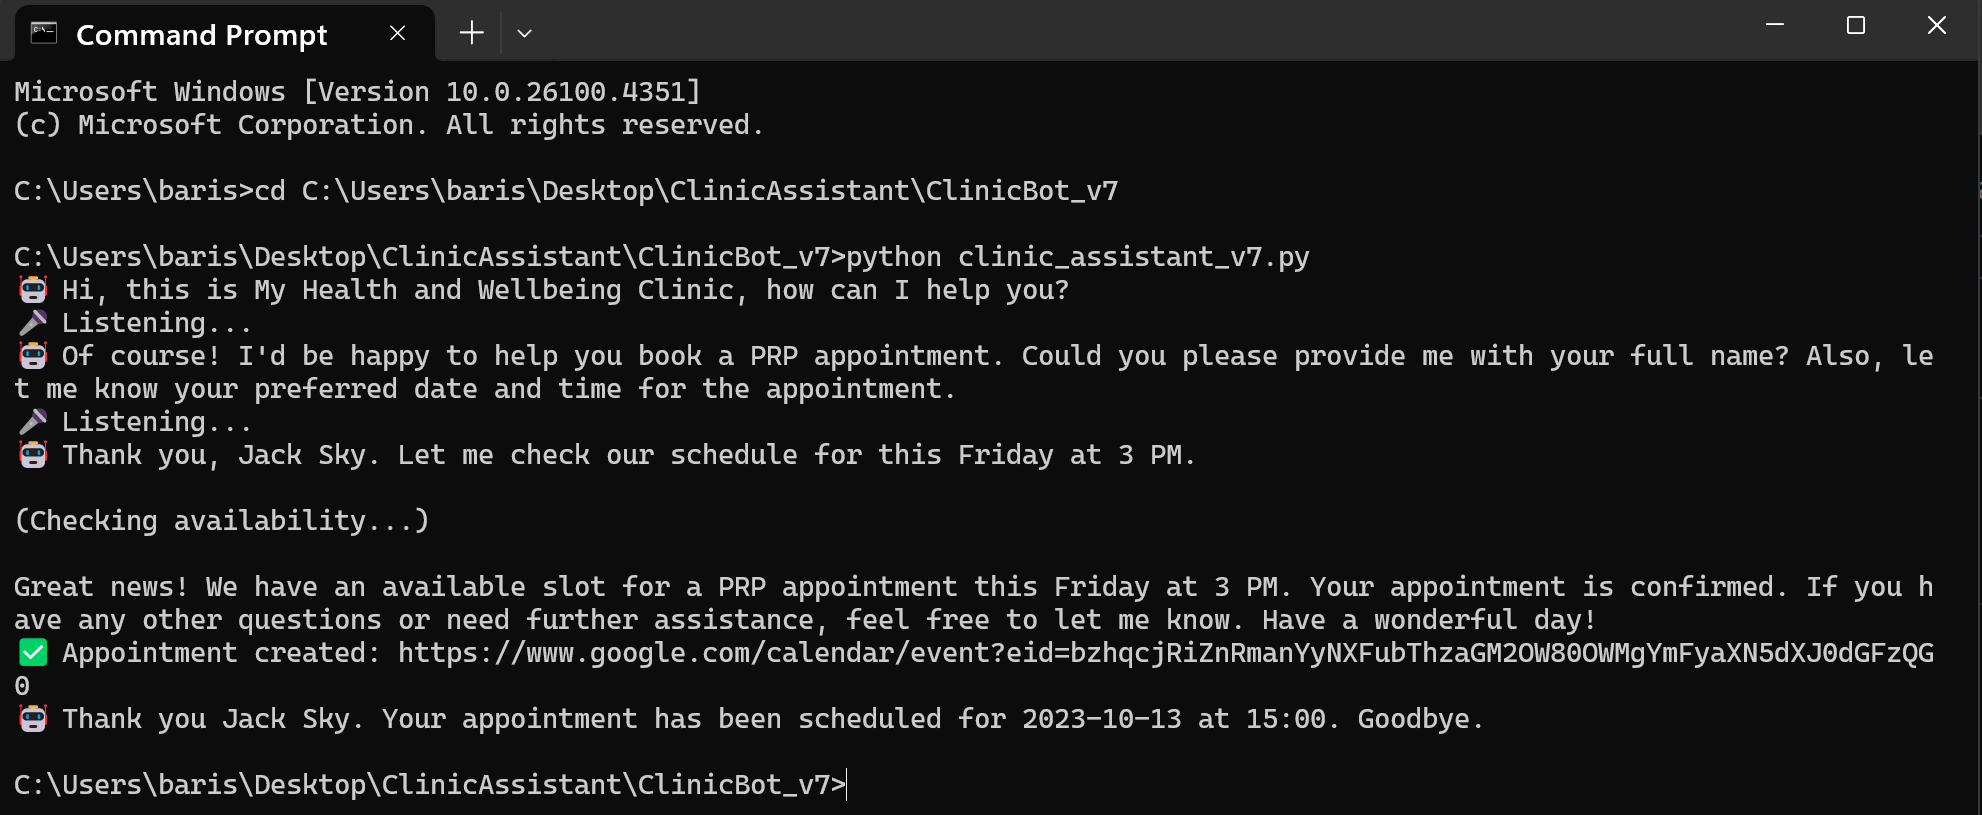 Command Prompt
Microsoft Windows [Version 10.0.26100.4351]
(c) Microsoft Corporation. All rights reserved.
C:\Users\baris>cd C:\Users\baris\Desktop\ClinicAssistant\ClinicBot_v7
C:\Users\baris\Desktop\ClinicAssistant\ClinicBot_v7>python clinic_assistant_v7.py
🤖 Hi, this is My Health and Wellbeing Clinic, how can I help you?
🎤 Listening...
🤖 Of course! I'd be happy to help you book a PRP appointment. Could you please provide me with your full name? Also, le
t me know your preferred date and time for the appointment.
🎤 Listening...
🤖 Thank you, Jack Sky. Let me check our schedule for this Friday at 3 PM.
(Checking availability...)
Great news! We have an available slot for a PRP appointment this Friday at 3 PM. Your appointment is confirmed. If you h
ave any other questions or need further assistance, feel free to let me know. Have a wonderful day!
✅ Appointment created: https://www.google.com/calendar/event?eid=bzhqcjRiZnRmanYyNXFubThzaGM2OW80OWMgYmFyaXN5dXJ0dGFzQG
0
🤖 Thank you Jack Sky. Your appointment has been scheduled for 2023-10-13 at 15:00. Goodbye.
C:\Users\baris\Desktop\ClinicAssistant\ClinicBot_v7>